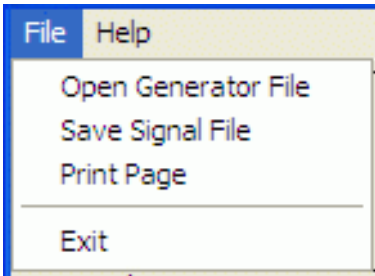 File Help
Open Generator File
Save Signal File
Print Page
Exit